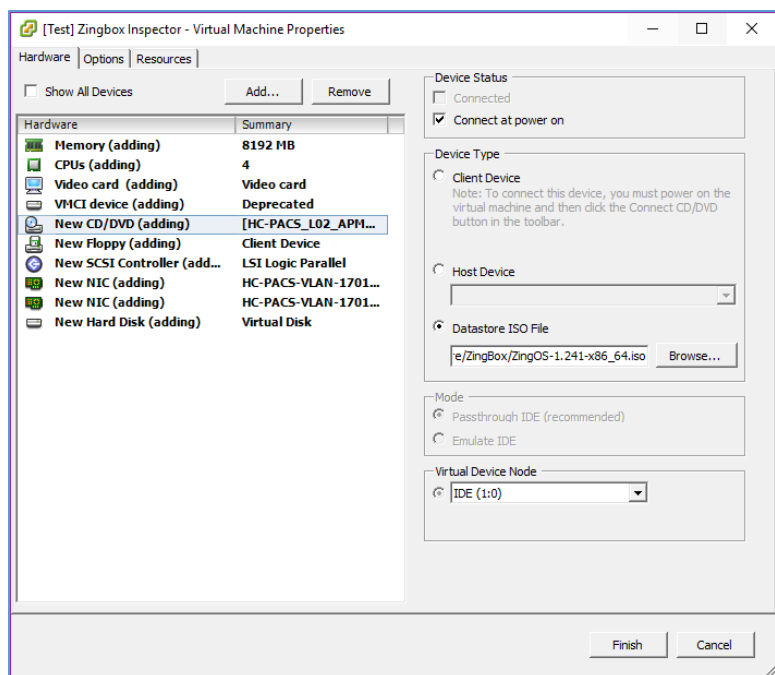 [Test] Zingbox Inspector - Virtual Machine Properties
Hardware Options Resources
Show All Devices Add... Remove
Hardware Summary
Memory (adding) 8192 MB
CPUs (adding) 4
Video card (adding) Video card
VMCI device (adding) Deprecated
New CD/DVD (adding) [HC-PACS_L02_APM...
New Floppy (adding) Client Device
New SCSI Controller (add... LSI Logic Parallel
New NIC (adding) HC-PACS-VLAN-1701...
New NIC (adding) HC-PACS-VLAN-1701...
New Hard Disk (adding) Virtual Disk
Device Status
Connected
Connect at power on
Device Type
Client Device
Note: To connect this device, you must power on the
virtual machine and then click the Connect CD/DVD
button in the toolbar.
Host Device
Datastore ISO File
re/ZingBox/ZingOS-1.241-x86_64.iso Browse...
Mode
Passthrough IDE (recommended)
Emulate IDE
Virtual Device Node
IDE (1:0)
Finish Cancel